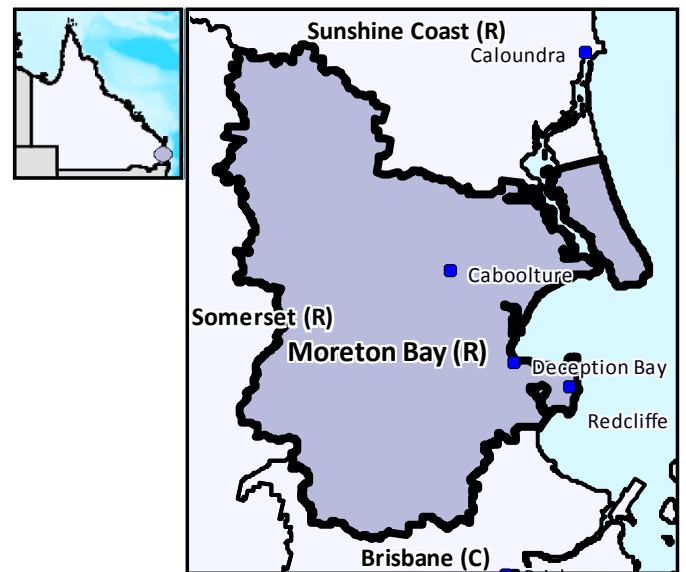 Sunshine Coast (R)
Caloundra
Caboolture
Somerset (R)
Moreton Bay (R)
Deception Bay
Redcliffe
Brisbane (C)